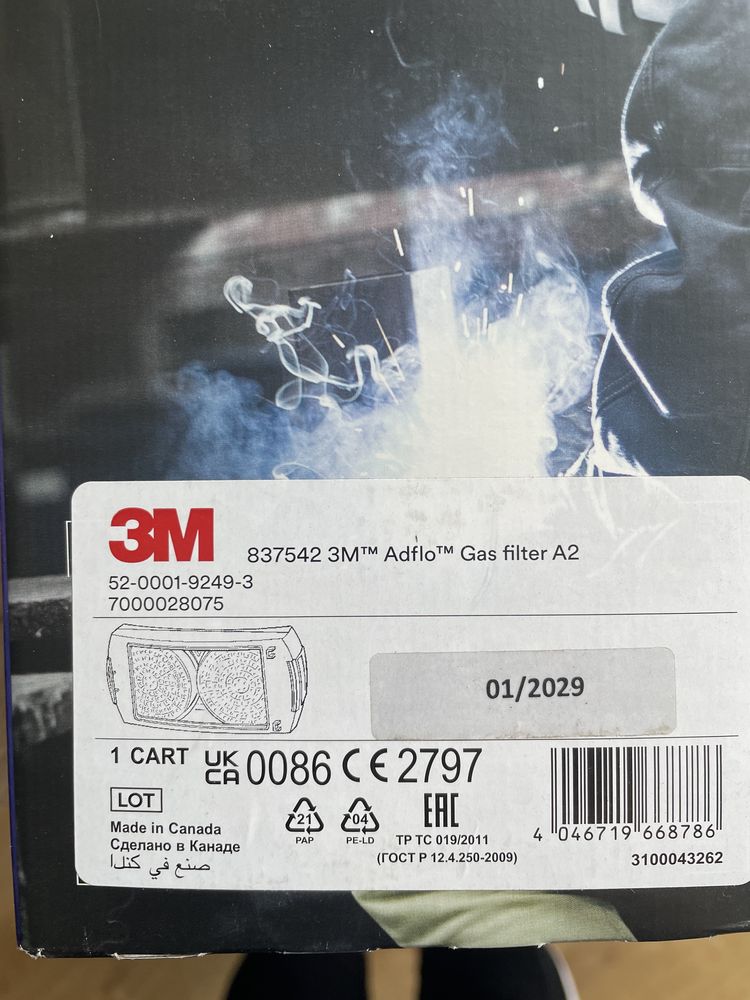 3M 837542 3M™ Adflo™ Gas filter A2
52-0001-9249-3
7000028075
01/2029
1 CART UK CA 0086 CE 2797
LOT
Made in Canada
Сделано в Канаде
صنع في كندا
21
PAP
04
PE-LD
EAC
ТР ТС 019/2011
(ГОСТ Р 12.4.250-2009)
4 046719 668786
3100043262